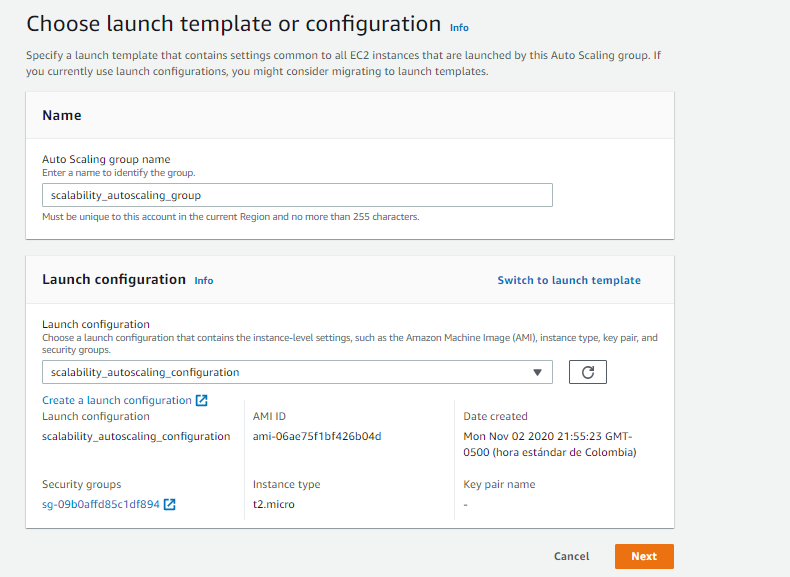 Choose launch template or configuration Info
Specify a launch template that contains settings common to all EC2 instances that are launched by this Auto Scaling group. If
you currently use launch configurations, you might consider migrating to launch templates.
Name
Auto Scaling group name
Enter a name to identify the group.
scalability_autoscaling_group
Must be unique to this account in the current Region and no more than 255 characters.
Launch configuration Info
Switch to launch template
Launch configuration
Choose a launch configuration that contains the instance-level settings, such as the Amazon Machine Image (AMI), instance type, key pair, and
security groups.
scalability_autoscaling_configuration
Create a launch configuration
Launch configuration
scalability_autoscaling_configuration
AMI ID
ami-06ae75f1bf426b04d
Date created
Mon Nov 02 2020 21:55:23 GMT-
0500 (hora estándar de Colombia)
Security groups
sg-09b0affd85c1df894
Instance type
t2.micro
Key pair name
-
Cancel
Next